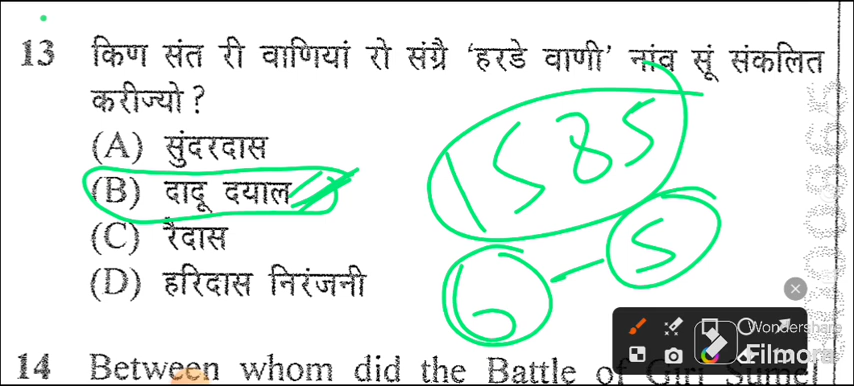 13 किण संत री वाणियां रो संग्रै 'हरडे वाणी' नांव सूं संकलित
करीज्यो ?
(A) सुंदरदास
(B) दादू दयाल
(C) रैदास
(D) हरिदास निरंजनी
1585
6 - 5
14 Between whom did the Battle of Giri Sumel
Wondershare
Filmora